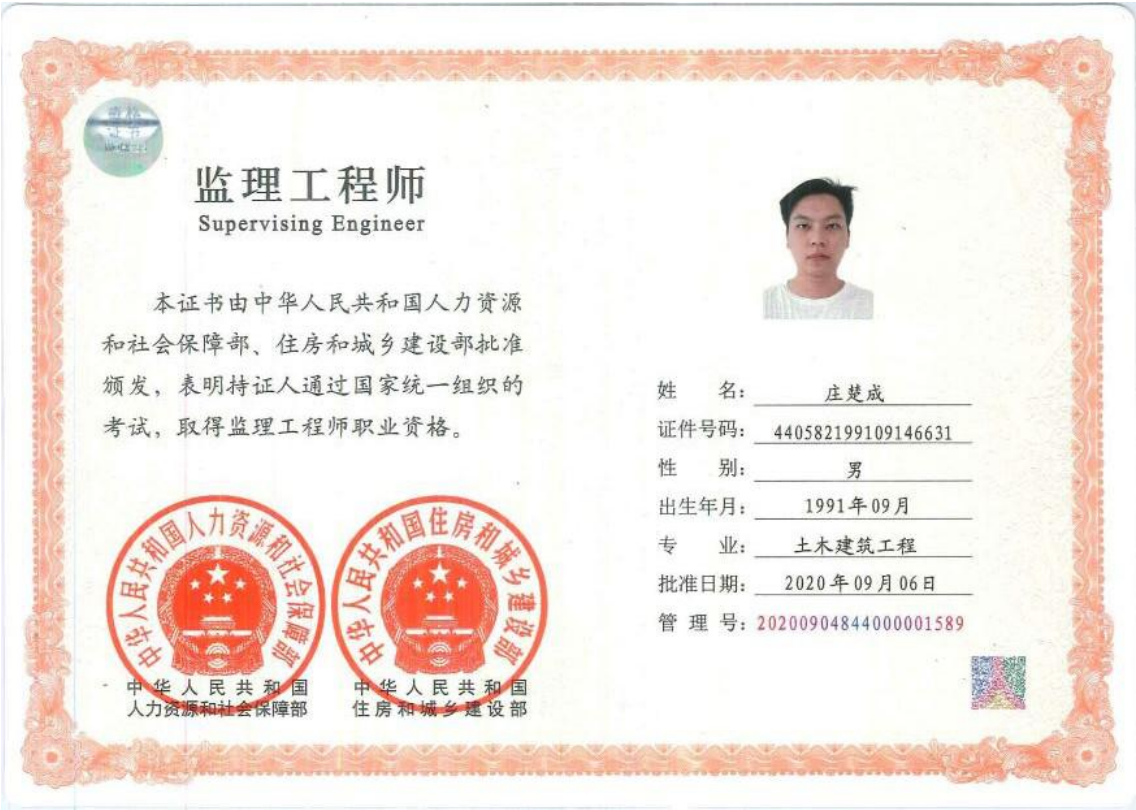 资格
证书
监理工程师
Supervising Engineer
本证书由中华人民共和国人力资源
和社会保障部、住房和城乡建设部批准
颁发，表明持证人通过国家统一组织的
考试，取得监理工程师职业资格。
中华人民共和国人力资源和社会保障部
中华人民共和国住房和城乡建设部
中华人民共和国
人力资源和社会保障部
中华人民共和国
住房和城乡建设部
姓 名：庄楚成
证件号码：440582199109146631
性 别：男
出生年月：1991年09月
专 业：土木建筑工程
批准日期：2020年09月06日
管 理 号：20200904844000001589